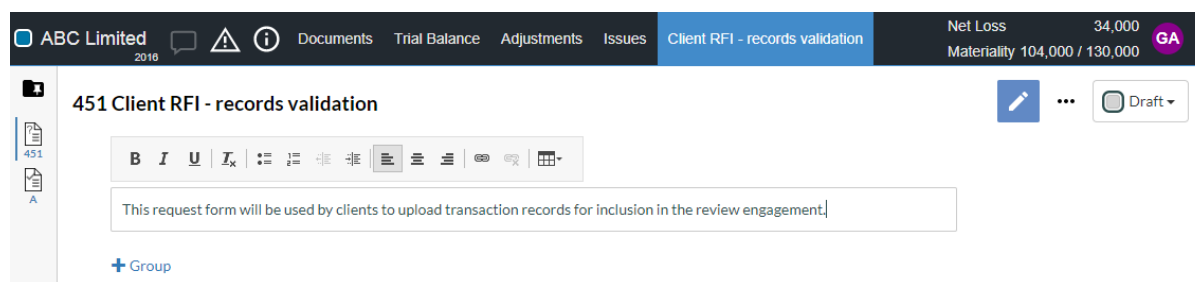 ABC Limited
2016
Documents Trial Balance Adjustments Issues Client RFI - records validation
Net Loss 34,000
Materiality 104,000 / 130,000
GA
451 Client RFI - records validation
Draft
451
A
B I U Ix
This request form will be used by clients to upload transaction records for inclusion in the review engagement.
+ Group